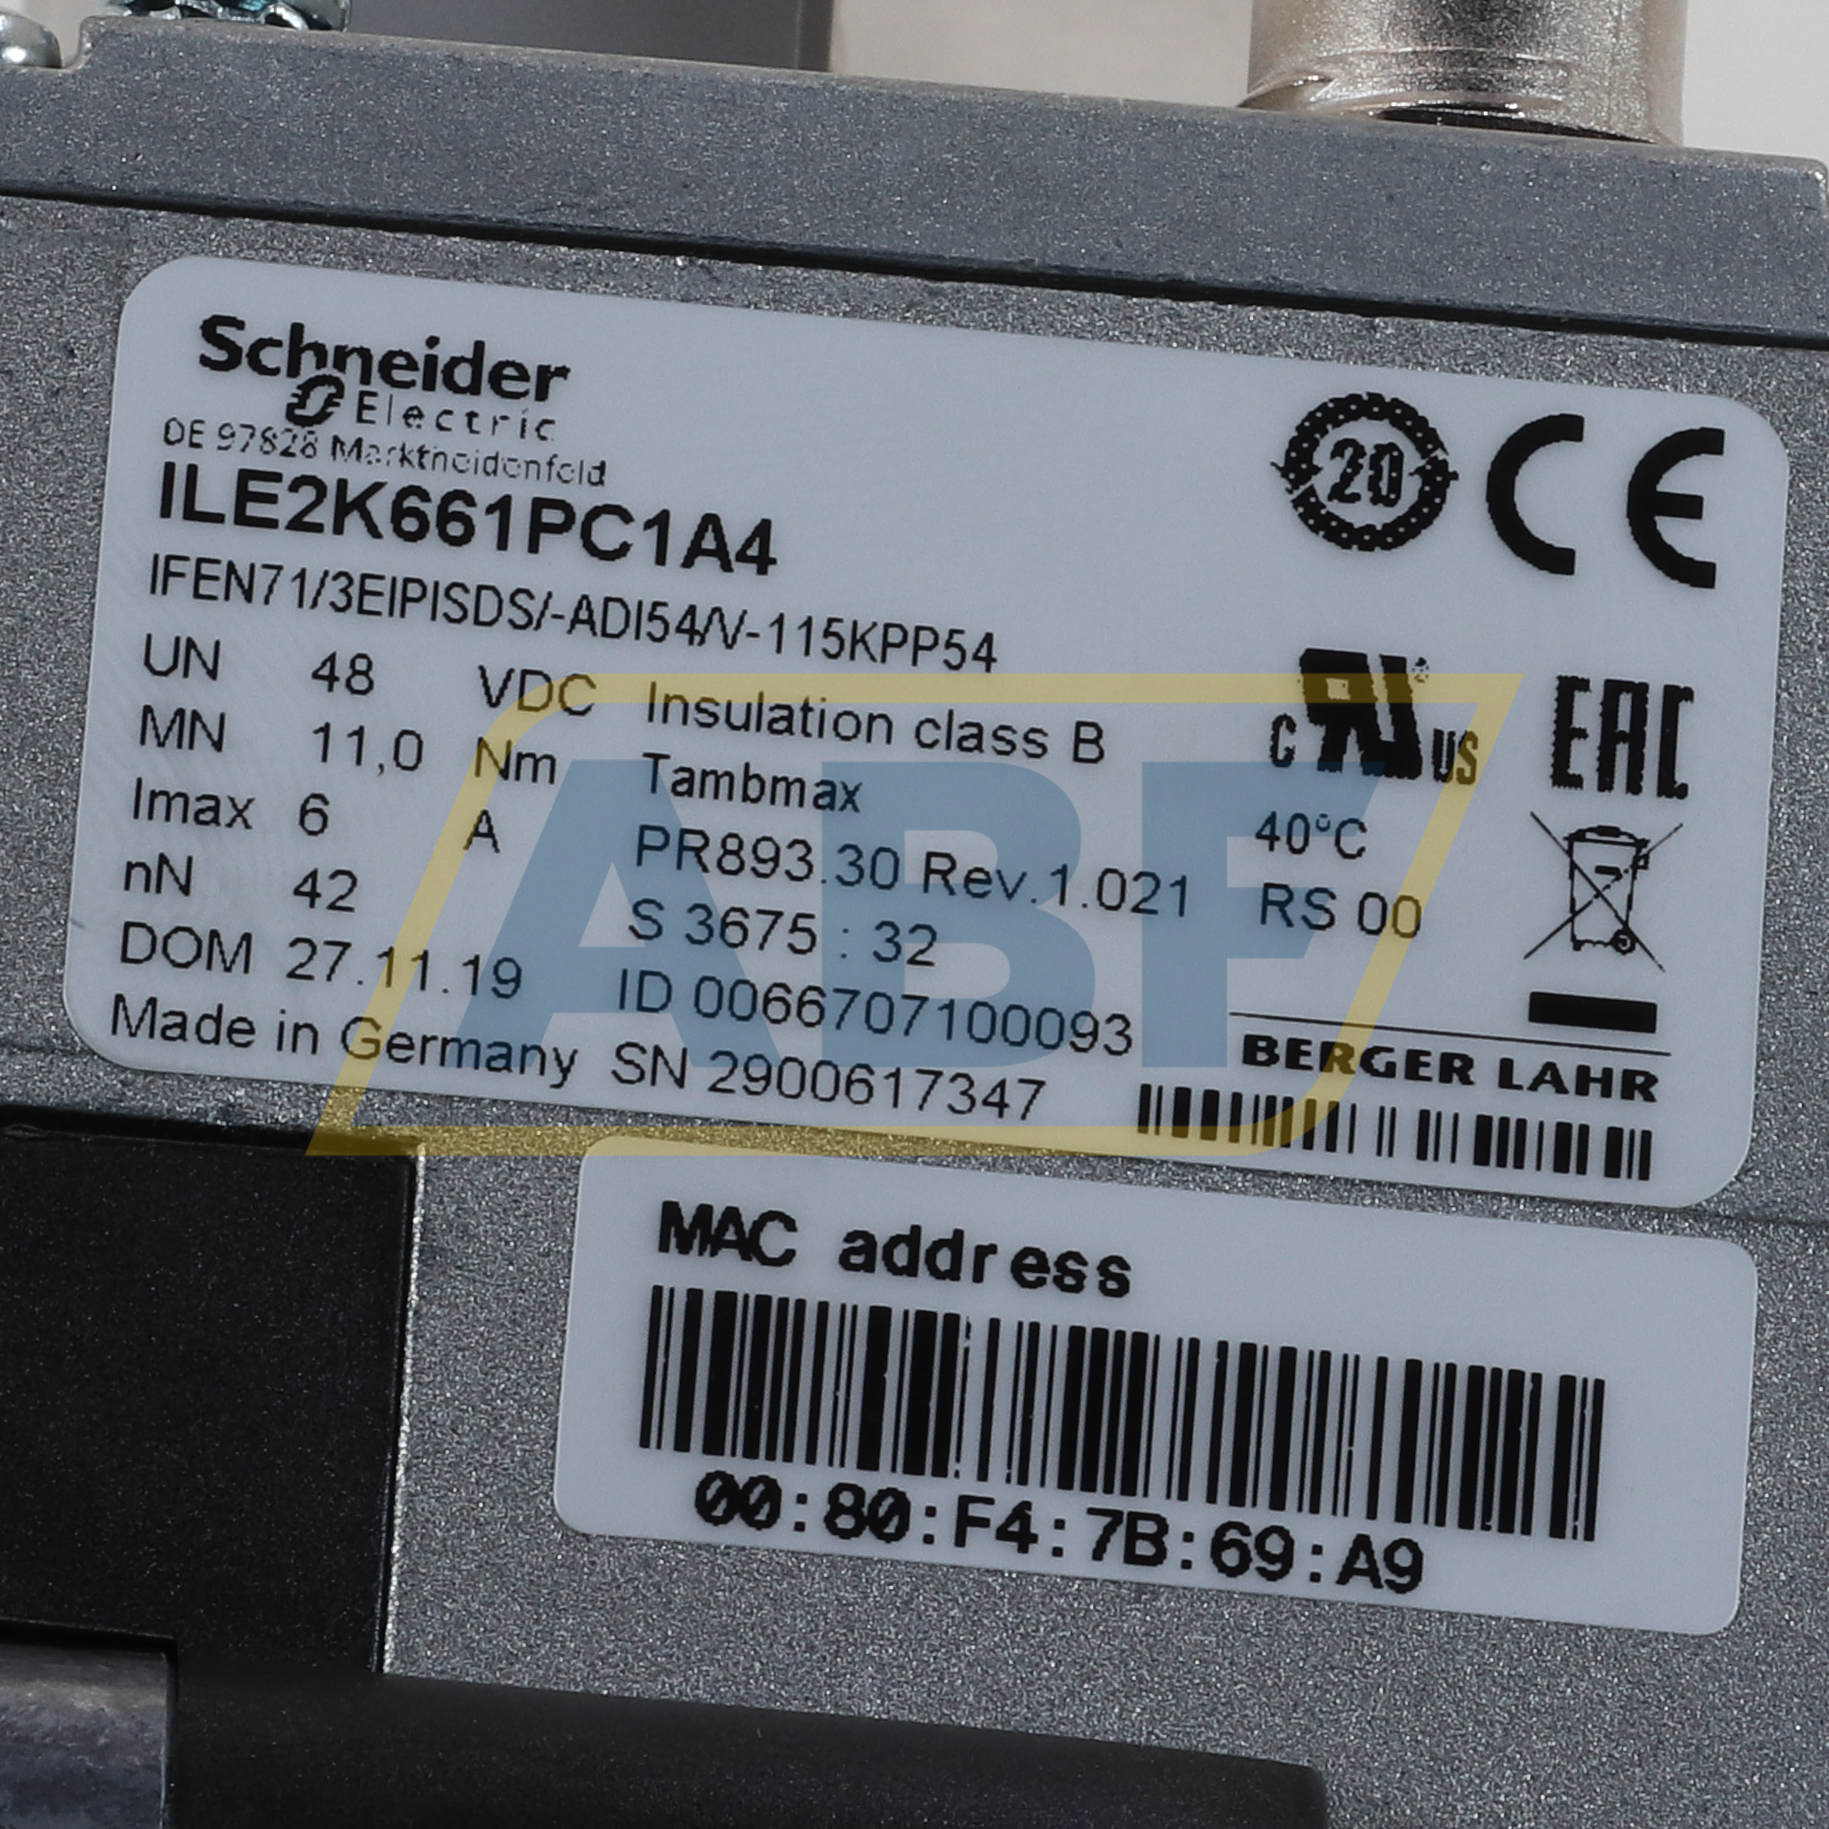 Schneider
Electric
DE 97828 Marktheidenfeld
ILE2K661PC1A4
IFEN71/3EIPISDS/-ADI54/V-115KPP54
UN 48 VDC Insulation class B
MN 11,0 Nm Tambmax 40°C
Imax 6 A PR893.30 Rev.1.021 RS 00
nN 42 S 3675 : 32
DOM 27.11.19 ID 0066707100093
Made in Germany SN 2900617347
20
CE
c RU US
EAC
BERGER LAHR
ABF
MAC address
00:80:F4:7B:69:A9